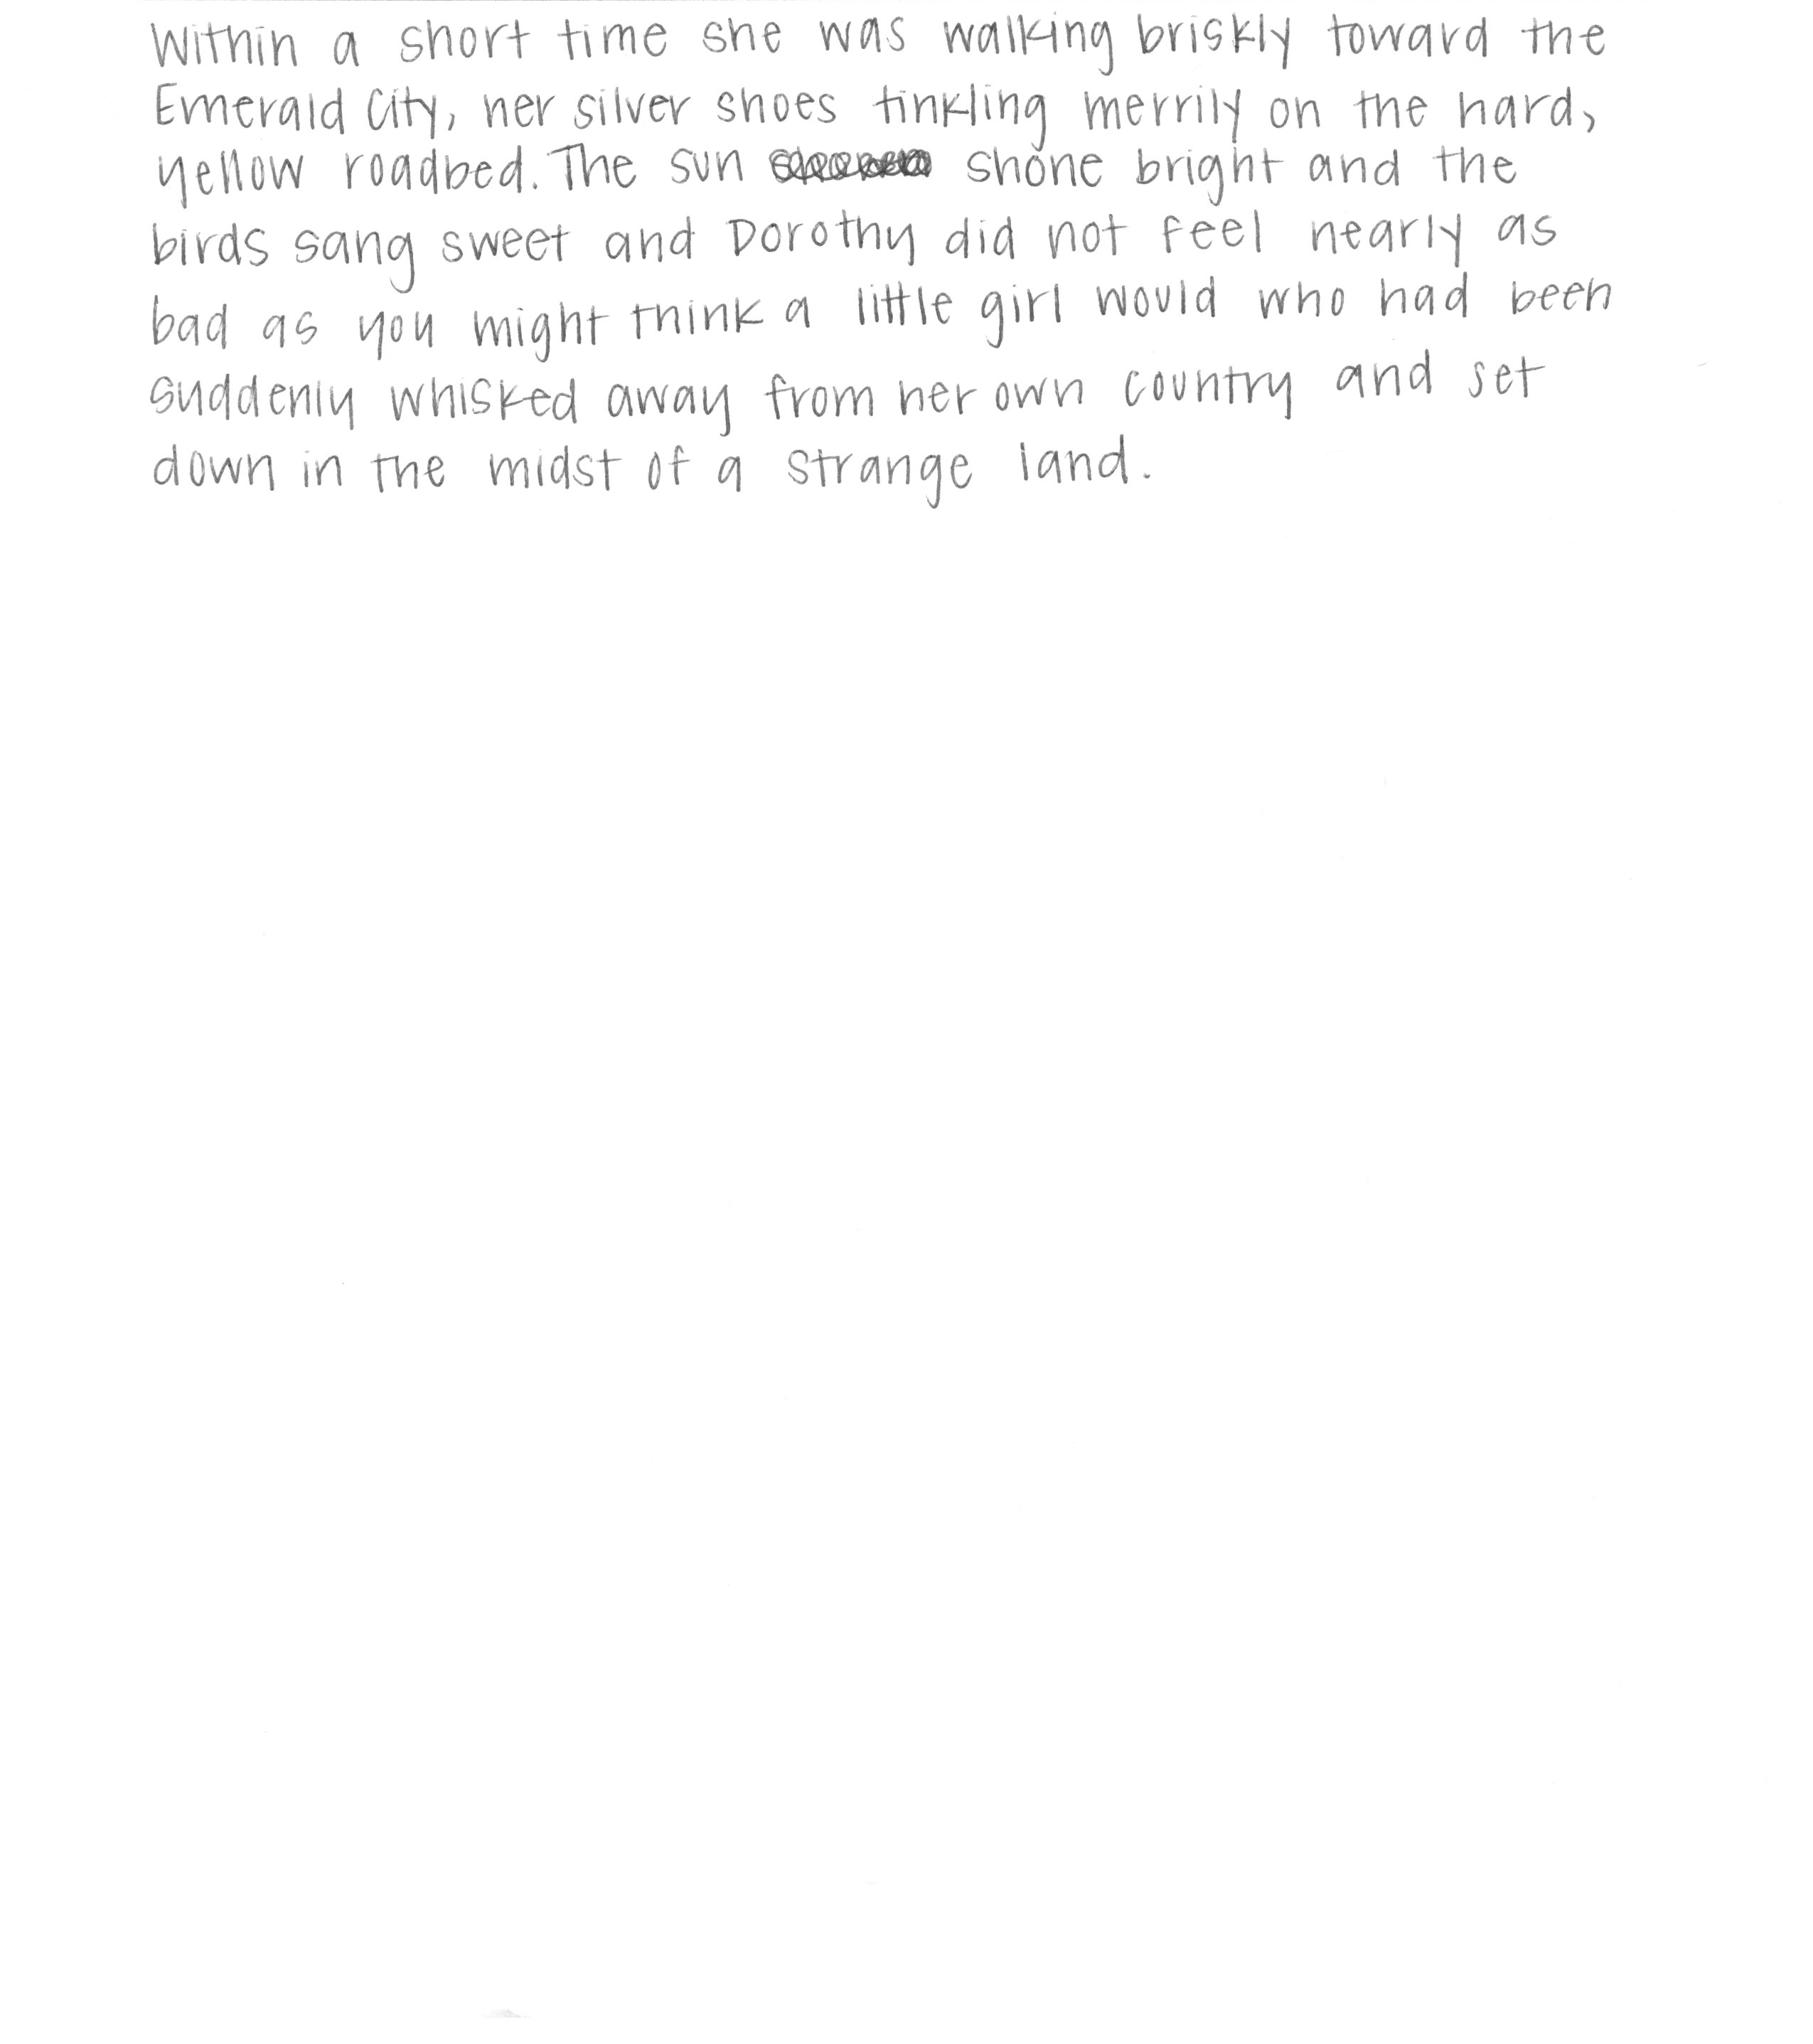 Within a short time she was walking briskly toward the
Emerald City, her silver shoes tinkling merrily on the hard,
yellow roadbed. The sun shone bright and the
birds sang sweet and Dorothy did not feel nearly as
bad as you might think a little girl would who had been
suddenly whisked away from her own country and set
down in the midst of a strange land.